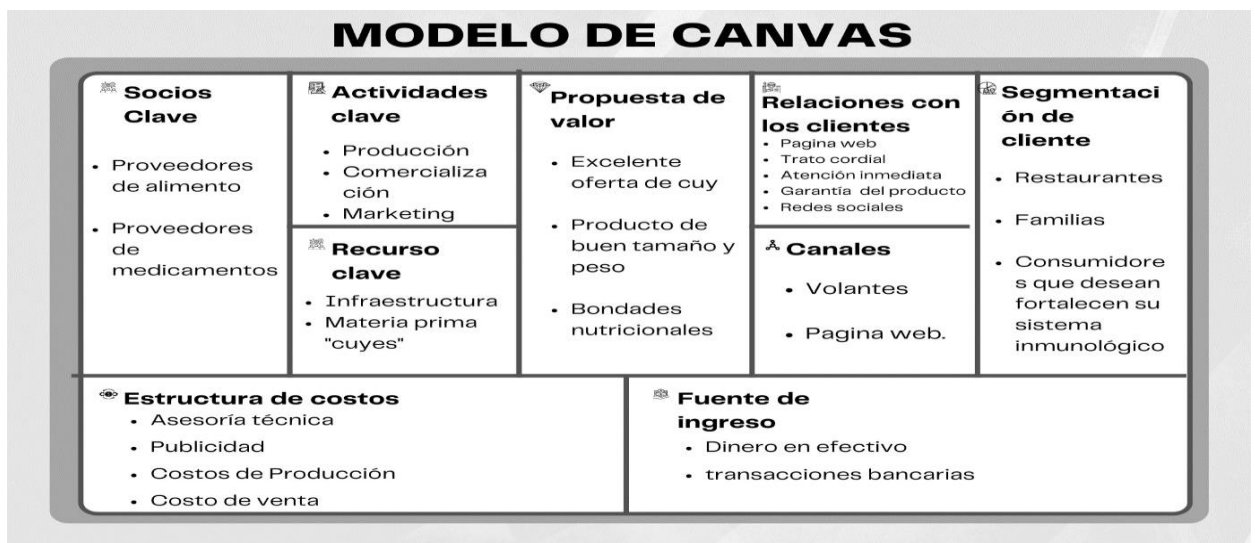 MODELO DE CANVAS
Socios
Clave
• Proveedores
de alimento
• Proveedores
de
medicamentos
Actividades
clave
• Producción
• Comercializa
ción
• Marketing
Recurso
clave
• Infraestructura
• Materia prima
"cuyes"
Propuesta de
valor
• Excelente
oferta de cuy
• Producto de
buen tamaño y
peso
• Bondades
nutricionales
Relaciones con
los clientes
• Pagina web
• Trato cordial
• Atención inmediata
• Garantía del producto
• Redes sociales
Canales
• Volantes
• Pagina web.
Segmentaci
ón de
cliente
• Restaurantes
• Familias
• Consumidore
s que desean
fortalecen su
sistema
inmunológico
Estructura de costos
• Asesoría técnica
• Publicidad
• Costos de Producción
• Costo de venta
Fuente de
ingreso
• Dinero en efectivo
• transacciones bancarias